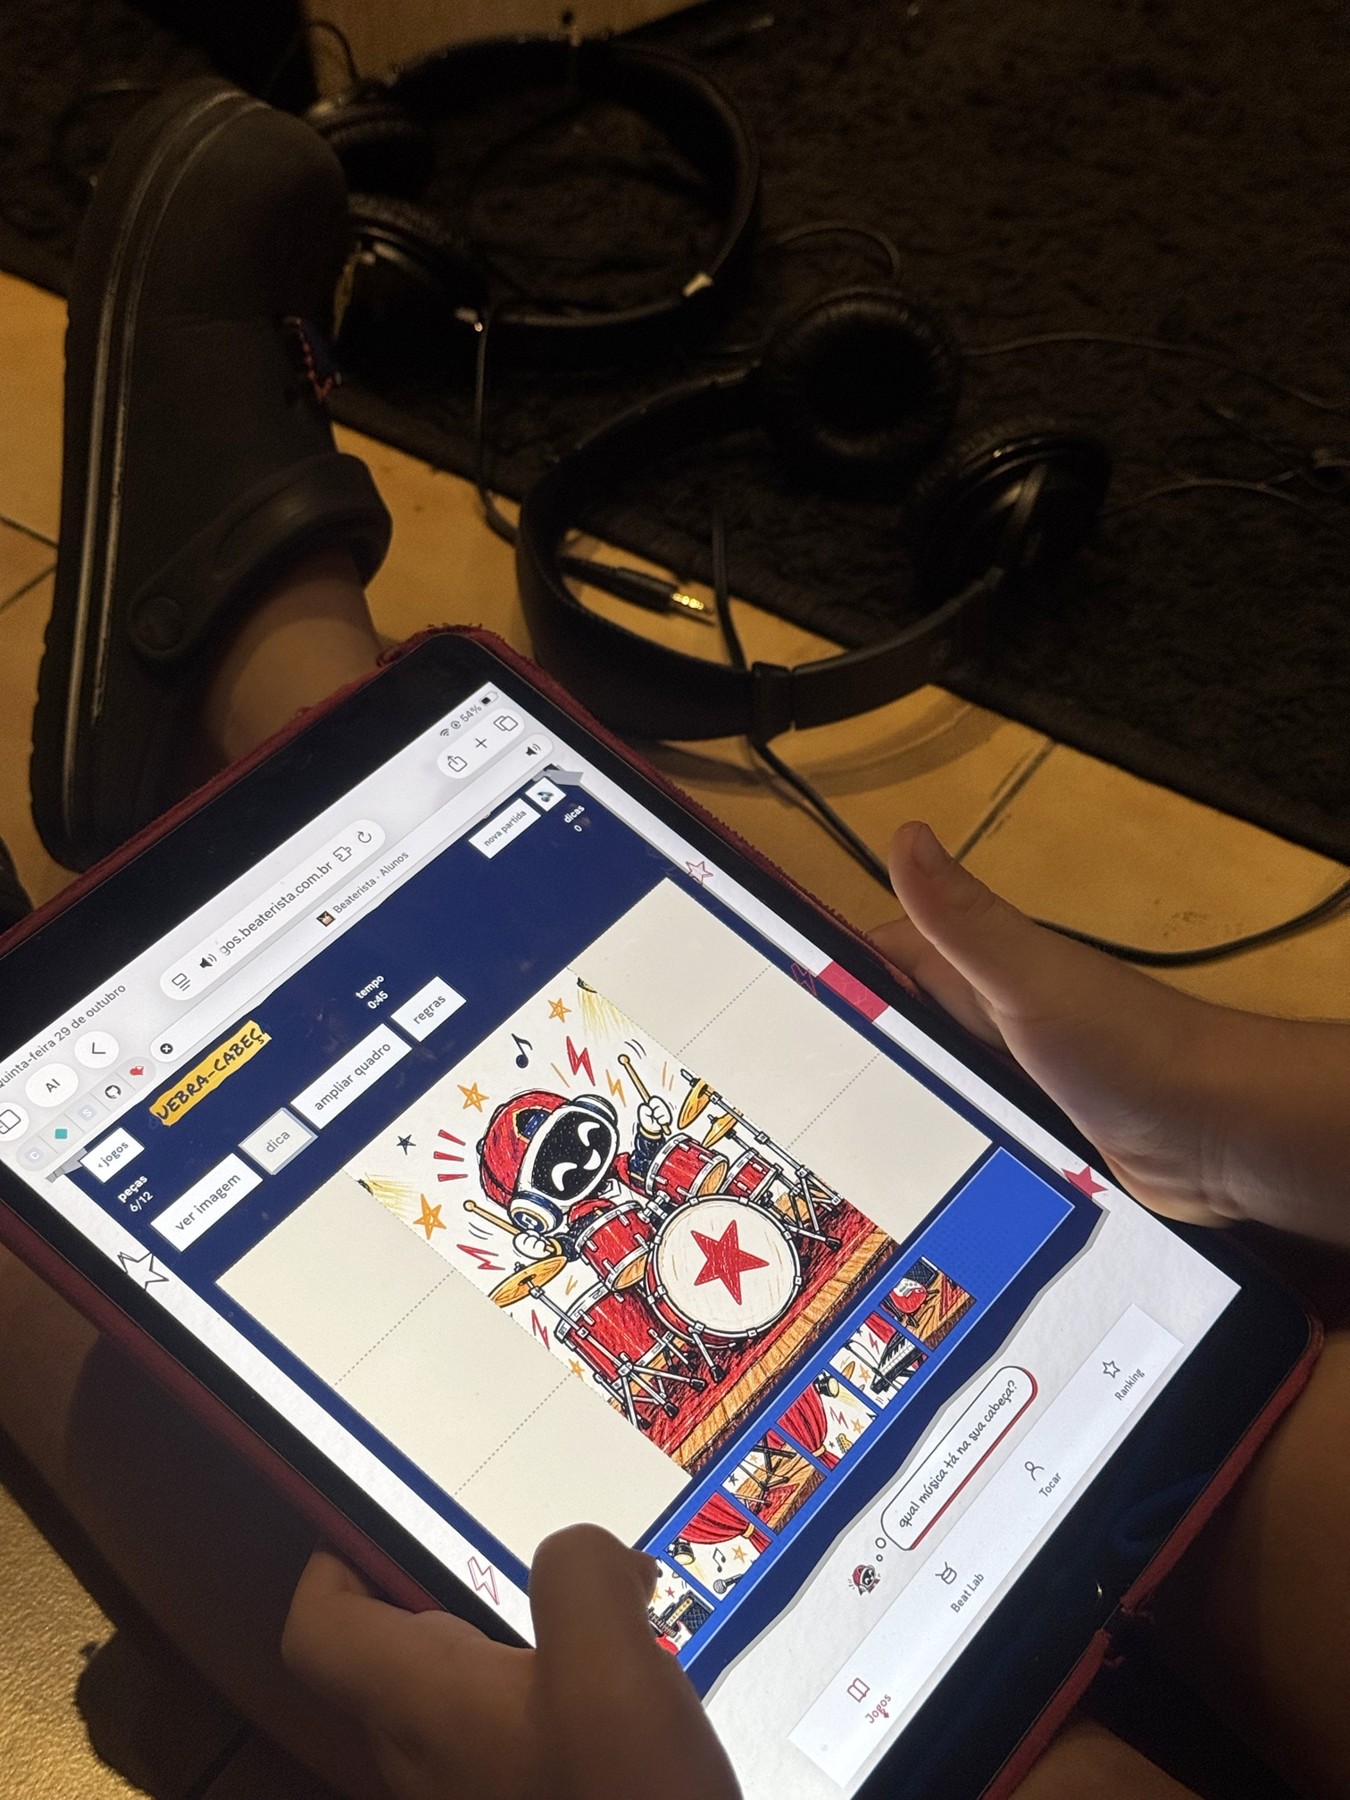 quinta-feira 29 de outubro
54%
AI
gos.beaterista.com.br
Beaterista - Alunos
‹ jogos
UEBRA-CABEÇ
nova partida
peças
6/12
tempo
0:45
dicas
0
ver imagem
dica
ampliar quadro
regras
qual música tá na sua cabeça?
Jogos
Beat Lab
Tocar
Ranking